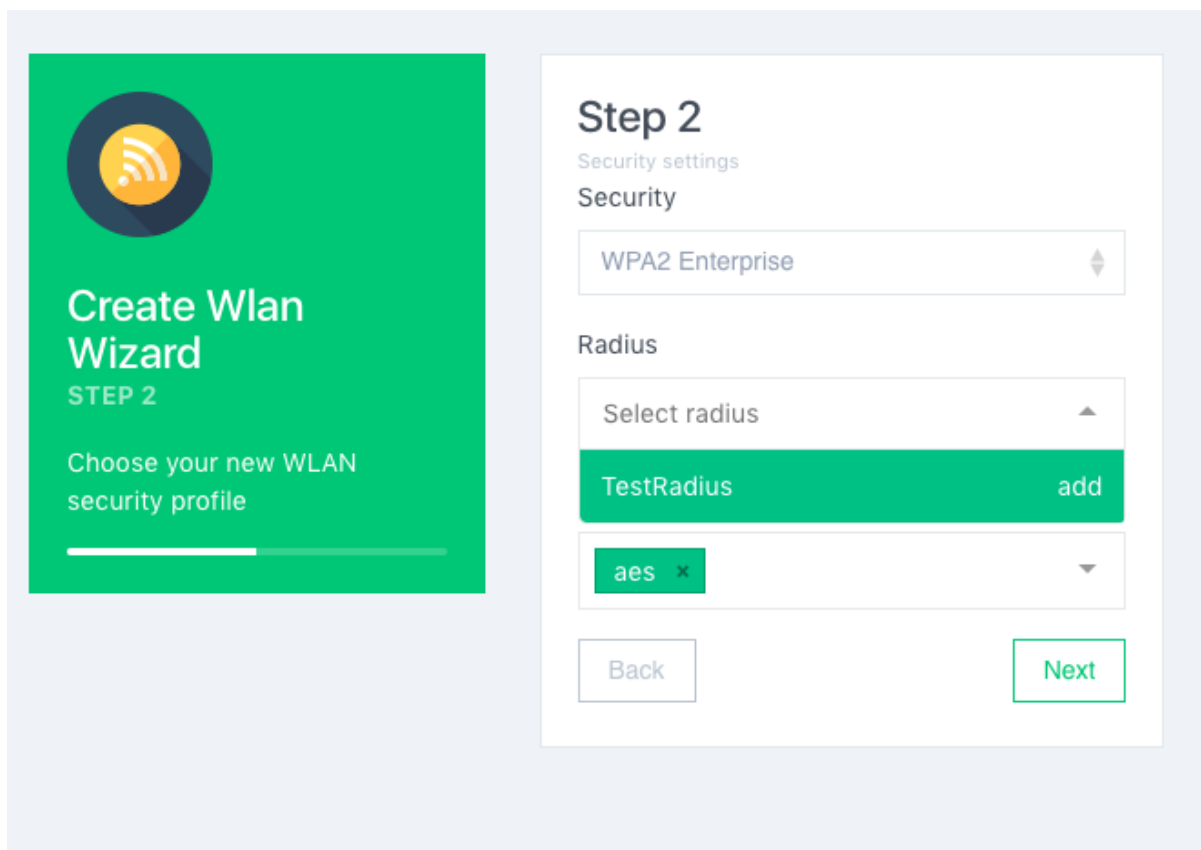 Create Wlan
Wizard
STEP 2
Choose your new WLAN
security profile
Step 2
Security settings
Security
WPA2 Enterprise
Radius
Select radius
TestRadius add
aes ×
Back Next